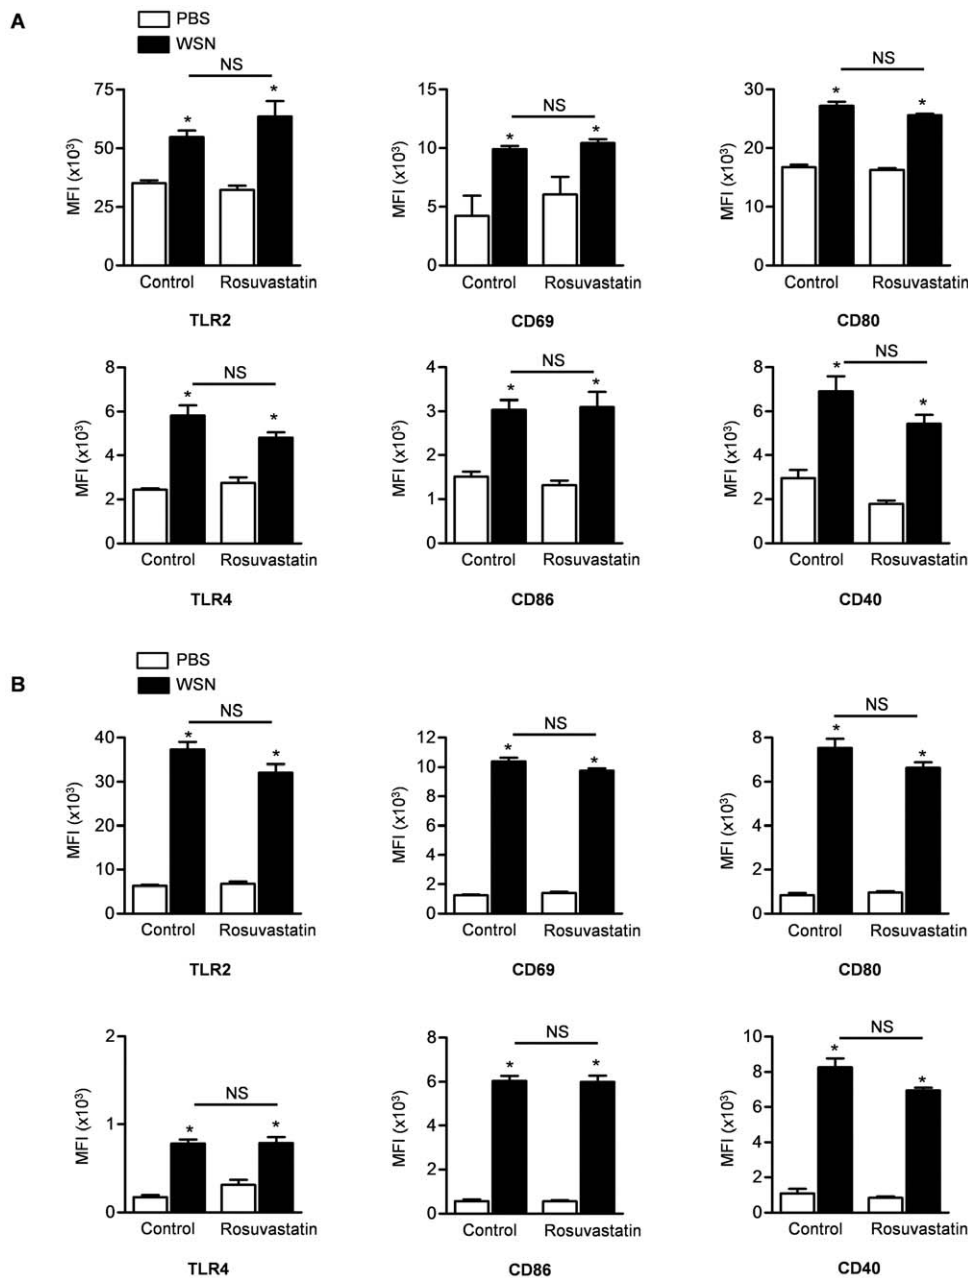 A
PBS
WSN
NS
* *
75
50
25
0
MFI (x10³)
Control Rosuvastatin
TLR2
NS
* *
15
10
5
0
MFI (x10³)
Control Rosuvastatin
CD69
NS
* *
30
20
10
0
MFI (x10³)
Control Rosuvastatin
CD80
NS
* *
8
6
4
2
0
MFI (x10³)
Control Rosuvastatin
TLR4
NS
* *
4
3
2
1
0
MFI (x10³)
Control Rosuvastatin
CD86
NS
* *
8
6
4
2
0
MFI (x10³)
Control Rosuvastatin
CD40
B
PBS
WSN
NS
* *
40
30
20
10
0
MFI (x10³)
Control Rosuvastatin
TLR2
NS
* *
12
10
8
6
4
2
0
MFI (x10³)
Control Rosuvastatin
CD69
NS
* *
8
6
4
2
0
MFI (x10³)
Control Rosuvastatin
CD80
NS
* *
2
1
0
MFI (x10³)
Control Rosuvastatin
TLR4
NS
* *
8
6
4
2
0
MFI (x10³)
Control Rosuvastatin
CD86
NS
* *
10
8
6
4
2
0
MFI (x10³)
Control Rosuvastatin
CD40